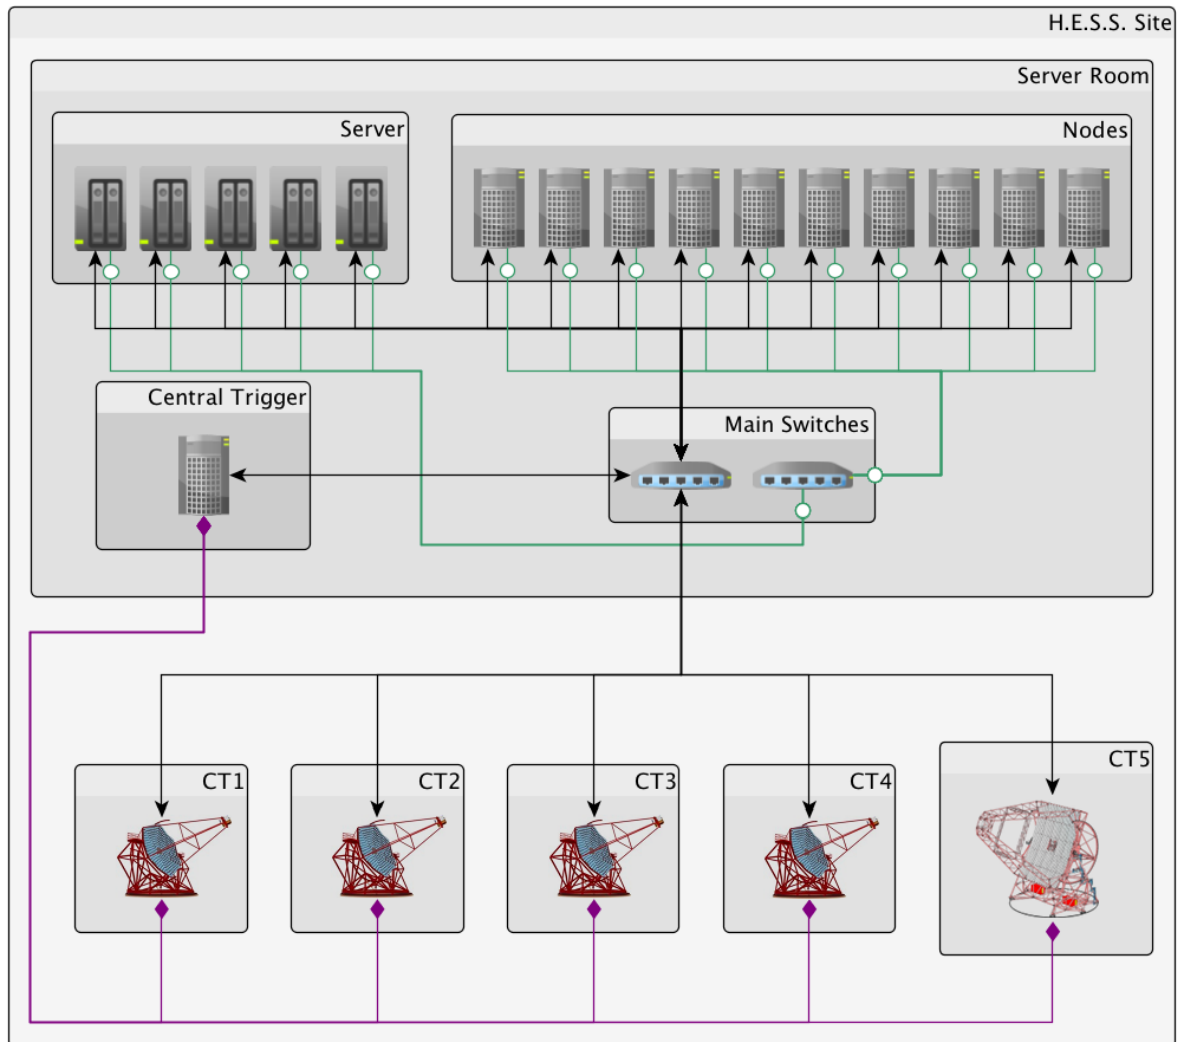 H.E.S.S. Site
Server Room
Server
Nodes
Central Trigger
Main Switches
CT1
CT2
CT3
CT4
CT5